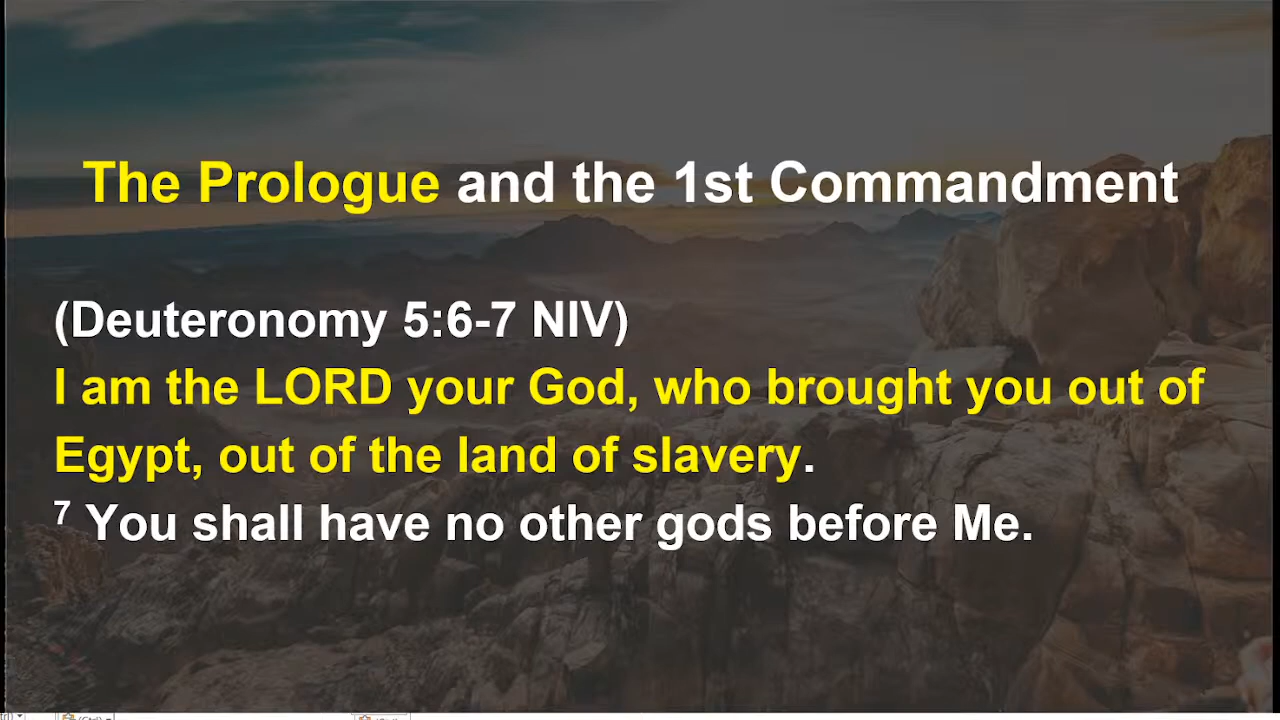 The Prologue and the 1st Commandment
(Deuteronomy 5:6-7 NIV)
I am the LORD your God, who brought you out of
Egypt, out of the land of slavery.
⁷ You shall have no other gods before Me.